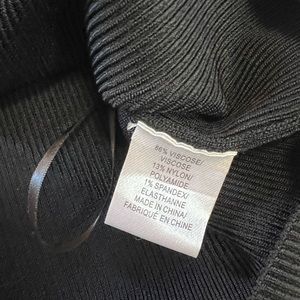 86% VISCOSE/
VISCOSE
13% NYLON/
POLYAMIDE
1% SPANDEX/
ELASTHANNE
MADE IN CHINA/
FABRIQUÉ EN CHINE